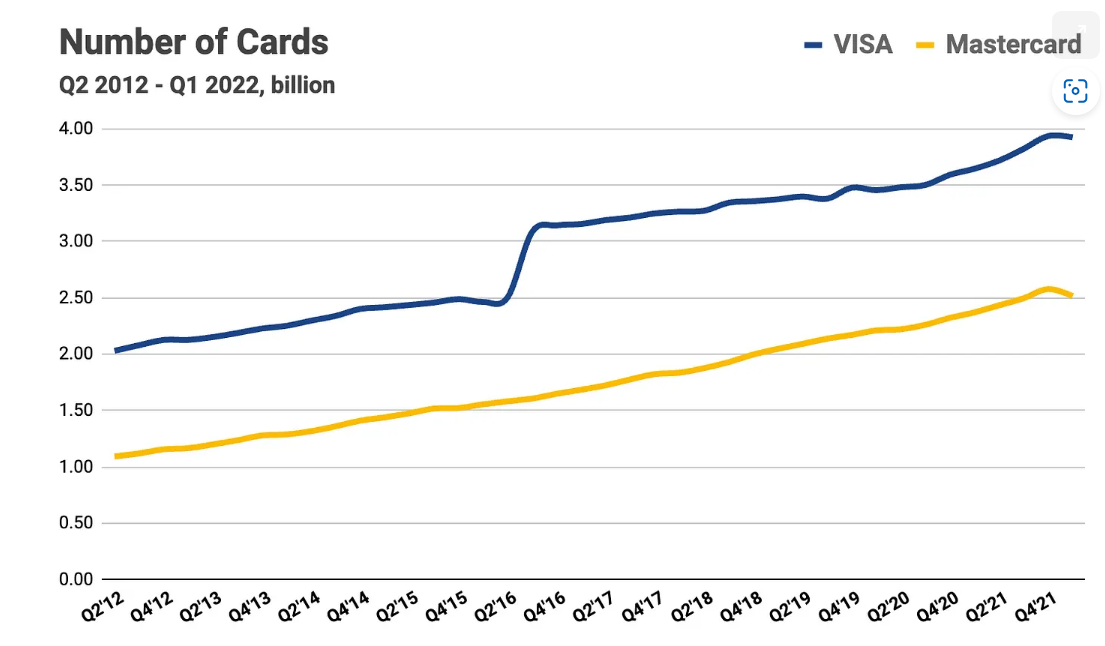 Number of Cards
VISA Mastercard
Q2 2012 - Q1 2022, billion
4.00
3.50
3.00
2.50
2.00
1.50
1.00
0.50
0.00
Q2'12 Q4'12 Q2'13 Q4'13 Q2'14 Q4'14 Q2'15 Q4'15 Q2'16 Q4'16 Q2'17 Q4'17 Q2'18 Q4'18 Q2'19 Q4'19 Q2'20 Q4'20 Q2'21 Q4'21